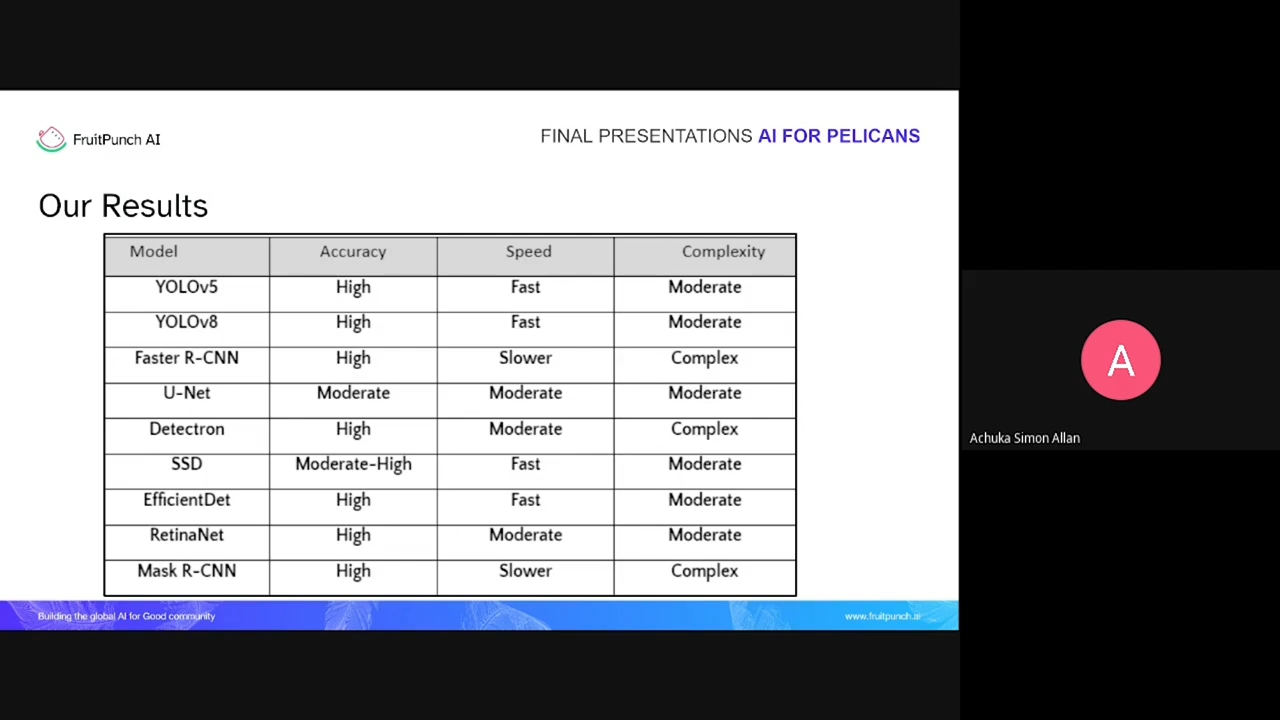 FruitPunch AI
FINAL PRESENTATIONS AI FOR PELICANS
Our Results
Model Accuracy Speed Complexity
YOLOv5 High Fast Moderate
YOLOv8 High Fast Moderate
Faster R-CNN High Slower Complex
U-Net Moderate Moderate Moderate
Detectron High Moderate Complex
SSD Moderate-High Fast Moderate
EfficientDet High Fast Moderate
RetinaNet High Moderate Moderate
Mask R-CNN High Slower Complex
Building the global AI for Good community www.fruitpunch.ai
A
Achuka Simon Allan